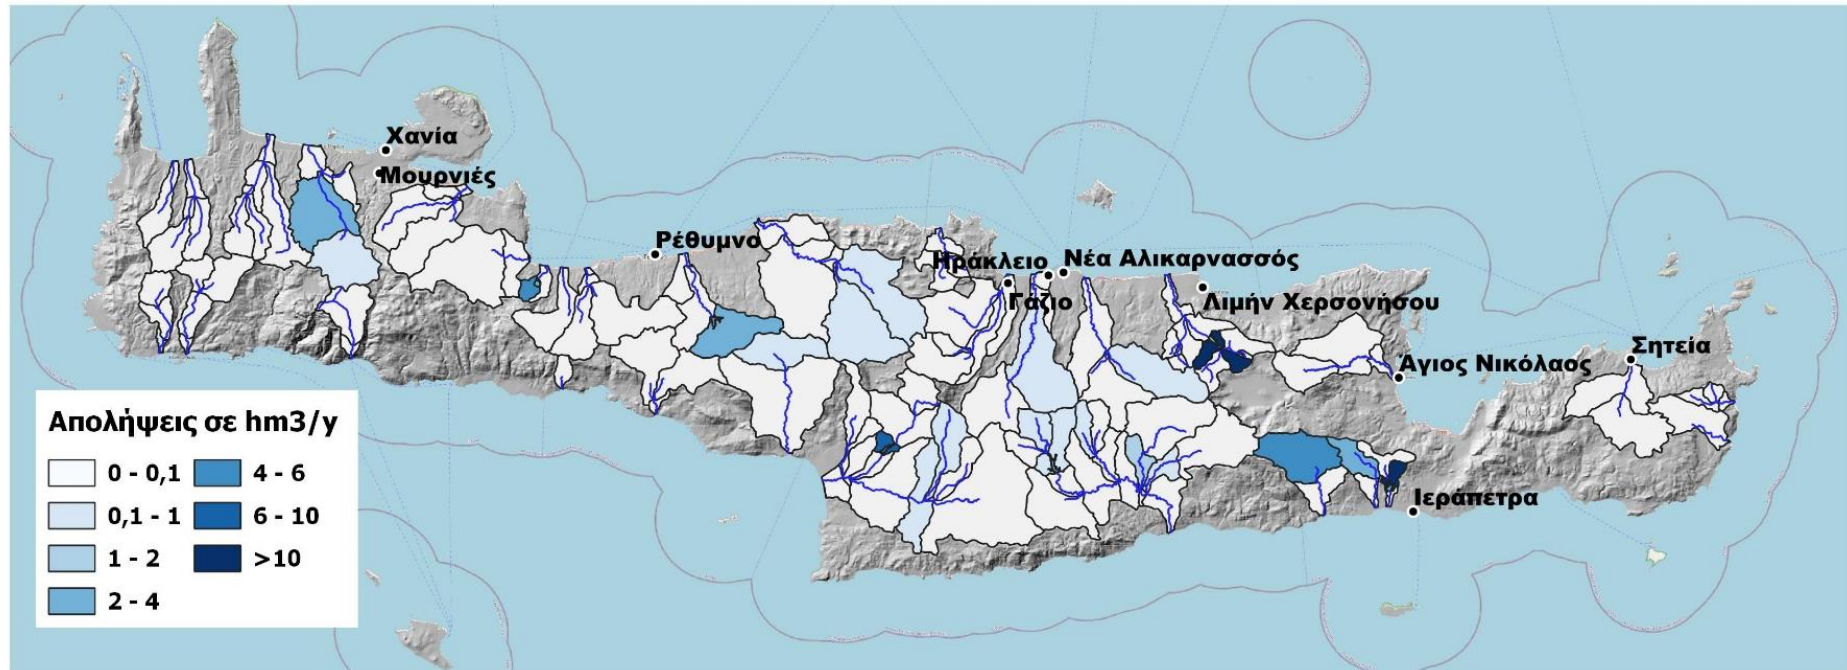 Χανία
Μουρνιές
Ρέθυμνο
Ηράκλειο
Νέα Αλικαρνασσός
Γάζιο
Λιμήν Χερσονήσου
Άγιος Νικόλαος
Σητεία
Ιεράπετρα
Απολήψεις σε hm3/y
0 - 0,1
0,1 - 1
1 - 2
2 - 4
4 - 6
6 - 10
>10